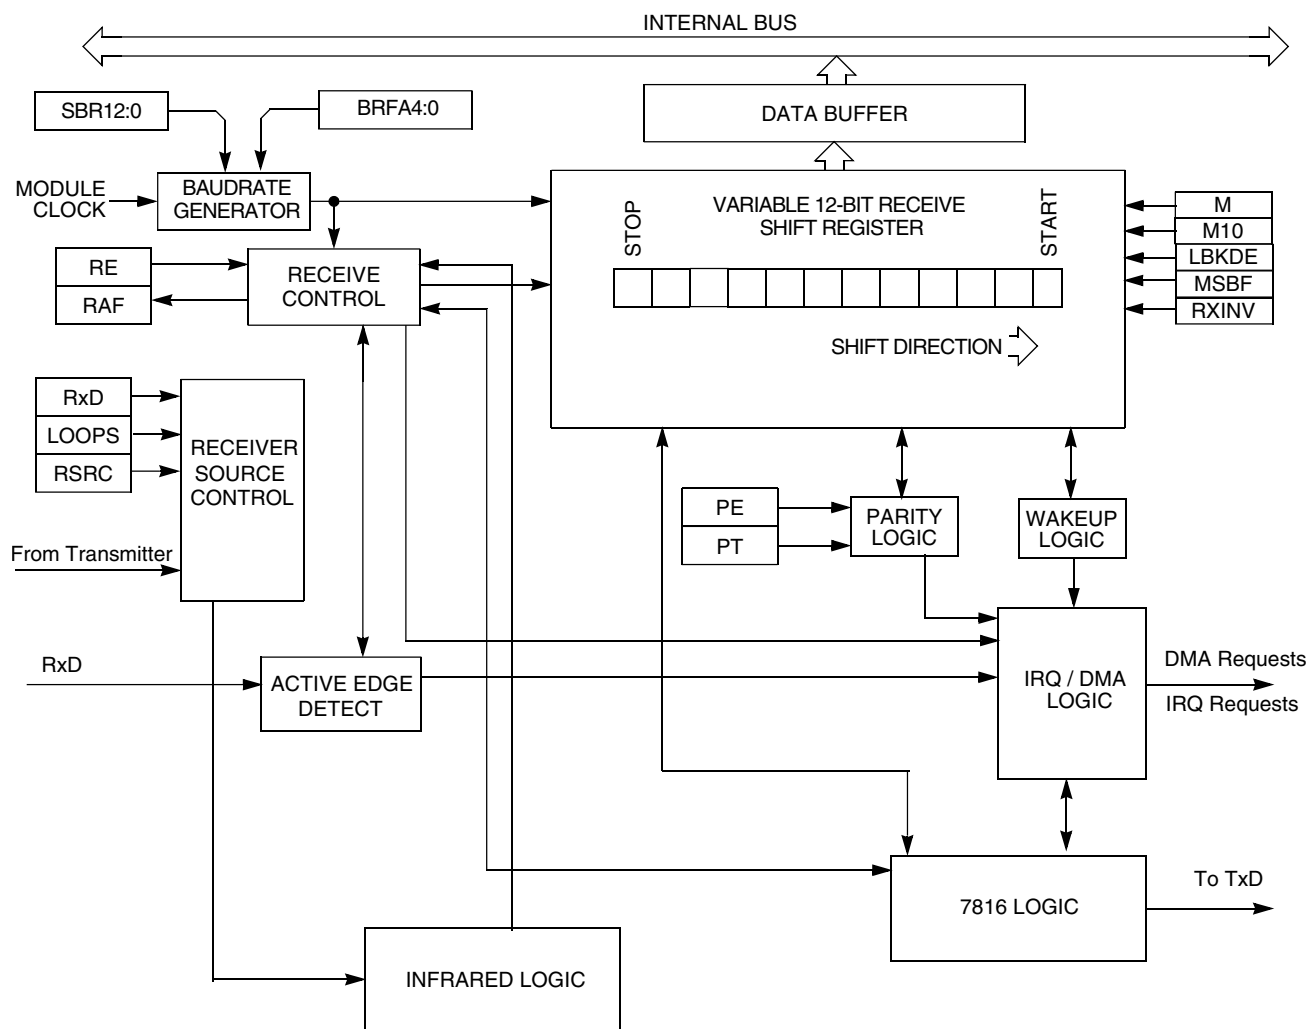 INTERNAL BUS
SBR12:0
BRFA4:0
DATA BUFFER
MODULE
CLOCK
BAUDRATE
GENERATOR
VARIABLE 12-BIT RECEIVE
SHIFT REGISTER
STOP
START
M
M10
LBKDE
MSBF
RXINV
RE
RAF
RECEIVE
CONTROL
SHIFT DIRECTION
RxD
LOOPS
RSRC
RECEIVER
SOURCE
CONTROL
From Transmitter
PE
PT
PARITY
LOGIC
WAKEUP
LOGIC
RxD
ACTIVE EDGE
DETECT
IRQ / DMA
LOGIC
DMA Requests
IRQ Requests
7816 LOGIC
To TxD
INFRARED LOGIC